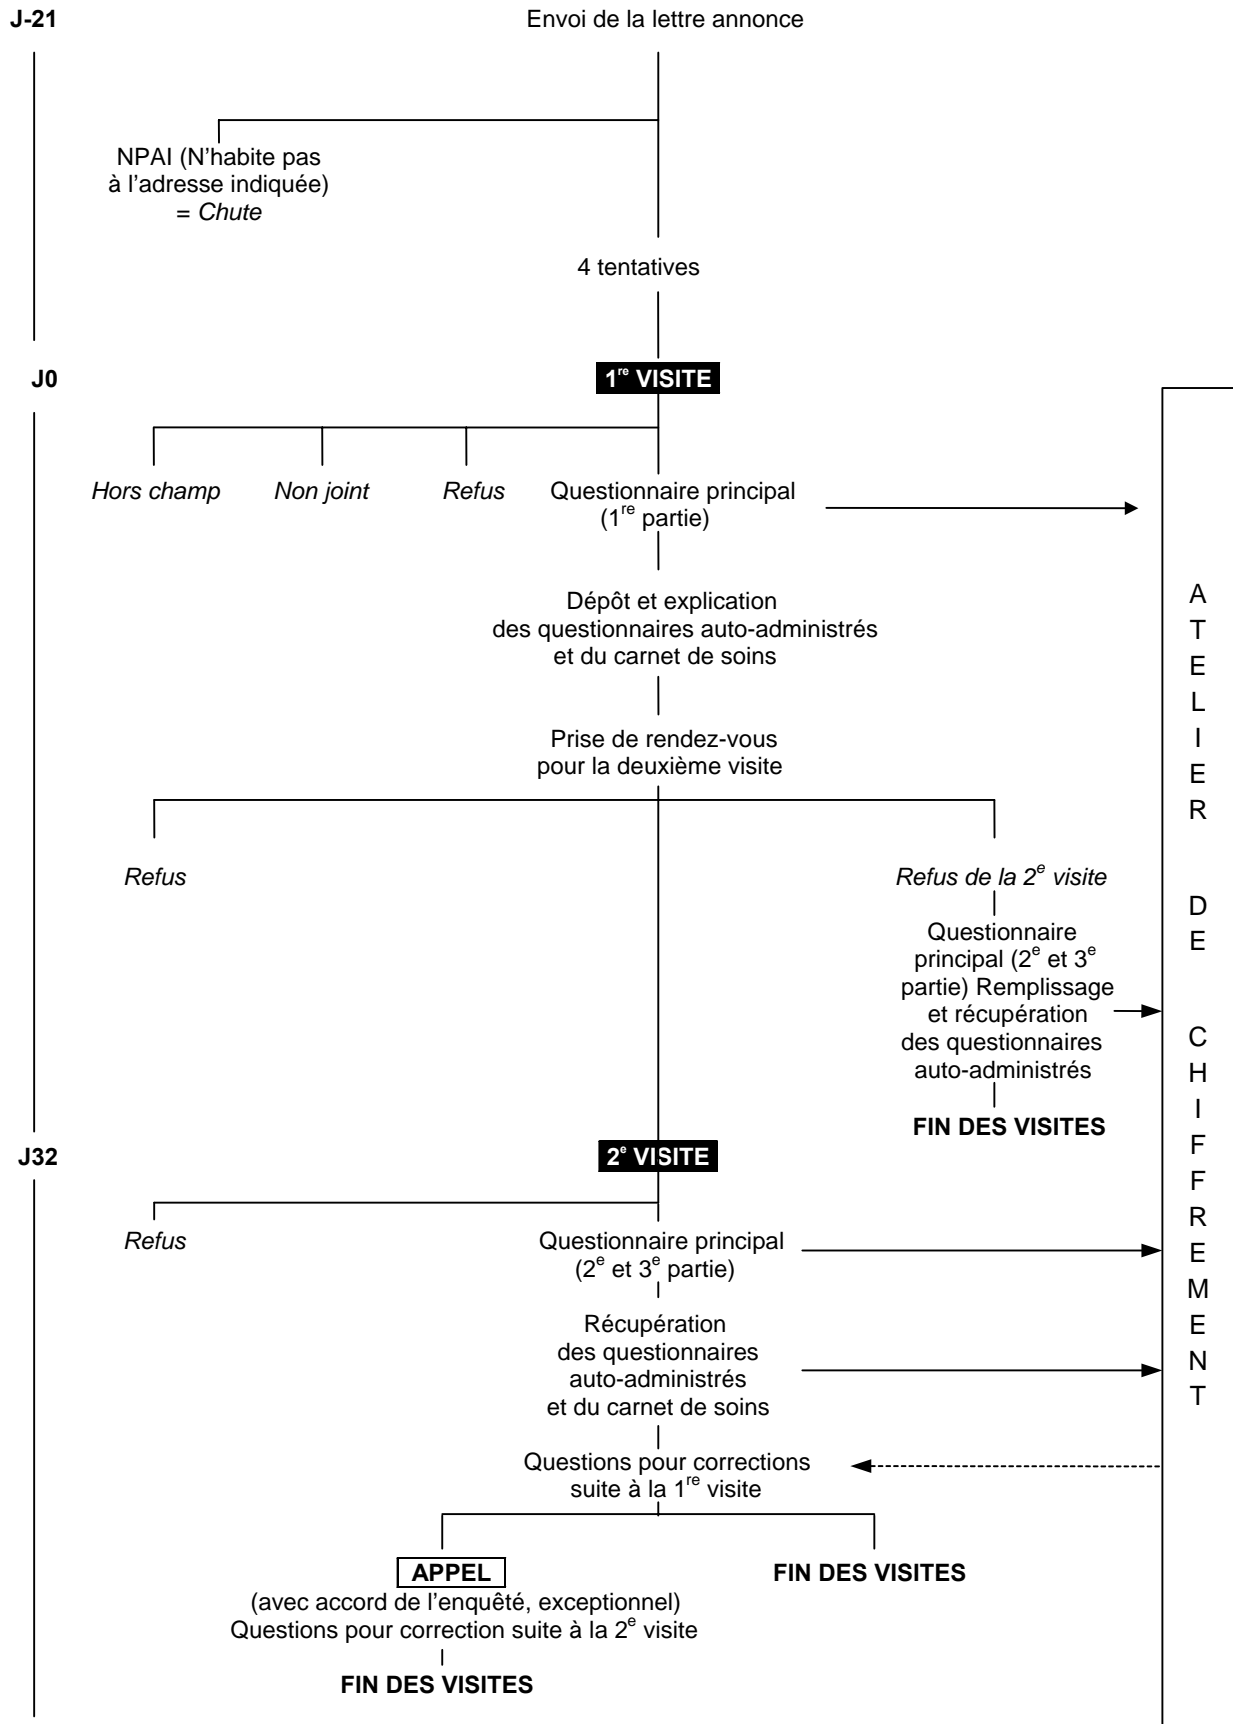 J-21
Envoi de la lettre annonce
NPAI (N'habite pas
à l'adresse indiquée)
= Chute
4 tentatives
J0
1re VISITE
Hors champ
Non joint
Refus
Questionnaire principal
(1re partie)
Dépôt et explication
des questionnaires auto-administrés
et du carnet de soins
Prise de rendez-vous
pour la deuxième visite
Refus
Refus de la 2e visite
Questionnaire
principal (2e et 3e
partie) Remplissage
et récupération
des questionnaires
auto-administrés
FIN DES VISITES
J32
2e VISITE
Refus
Questionnaire principal
(2e et 3e partie)
Récupération
des questionnaires
auto-administrés
et du carnet de soins
Questions pour corrections
suite à la 1re visite
APPEL
(avec accord de l'enquêté, exceptionnel)
Questions pour correction suite à la 2e visite
FIN DES VISITES
FIN DES VISITES
ATELIER DE CHIFFREMENT